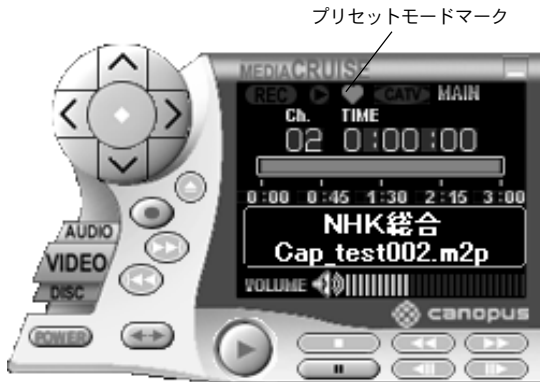 プリセットモードマーク
MEDIACRUISE
REC CATV MAIN
Ch. TIME
02 0:00:00
0:00 0:45 1:30 2:15 3:00
NHK総合
Cap_test002.m2p
VOLUME
canopus
AUDIO
VIDEO
DISC
POWER